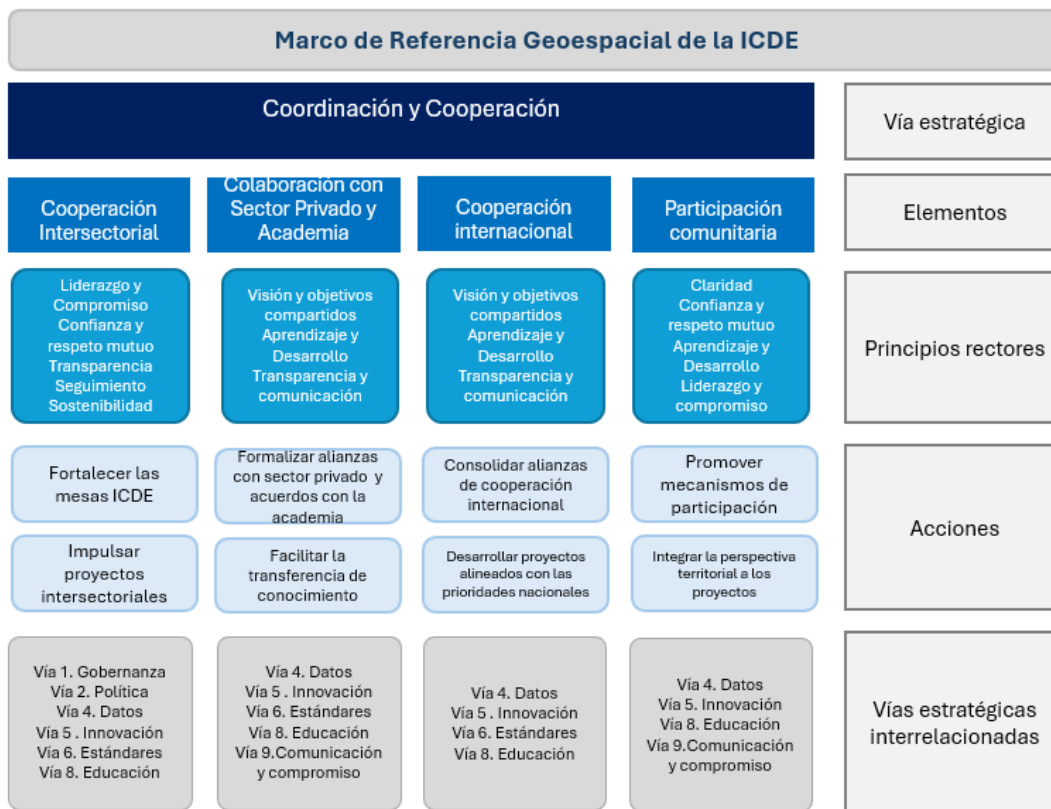 Marco de Referencia Geoespacial de la ICDE
Coordinación y Cooperación
Vía estratégica
Cooperación
Intersectorial
Colaboración con
Sector Privado y
Academia
Cooperación
internacional
Participación
comunitaria
Elementos
Liderazgo y
Compromiso
Confianza y
respeto mutuo
Transparencia
Seguimiento
Sostenibilidad
Visión y objetivos
compartidos
Aprendizaje y
Desarrollo
Transparencia y
comunicación
Visión y objetivos
compartidos
Aprendizaje y
Desarrollo
Transparencia y
comunicación
Claridad
Confianza y
respeto mutuo
Aprendizaje y
Desarrollo
Liderazgo y
compromiso
Principios rectores
Fortalecer las
mesas ICDE
Formalizar alianzas
con sector privado y
acuerdos con la
academia
Consolidar alianzas
de cooperación
internacional
Promover
mecanismos de
participación
Impulsar
proyectos
intersectoriales
Facilitar la
transferencia de
conocimiento
Desarrollar proyectos
alineados con las
prioridades nacionales
Integrar la perspectiva
territorial a los
proyectos
Acciones
Vía 1. Gobernanza
Vía 2. Política
Vía 4. Datos
Vía 5 . Innovación
Vía 6. Estándares
Vía 8. Educación
Vía 4. Datos
Vía 5 . Innovación
Vía 6. Estándares
Vía 8. Educación
Vía 9.Comunicación
y compromiso
Vía 4. Datos
Vía 5 . Innovación
Vía 6. Estándares
Vía 8. Educación
Vía 4. Datos
Vía 5. Innovación
Vía 8. Educación
Vía 9.Comunicación
y compromiso
Vías estratégicas
interrelacionadas